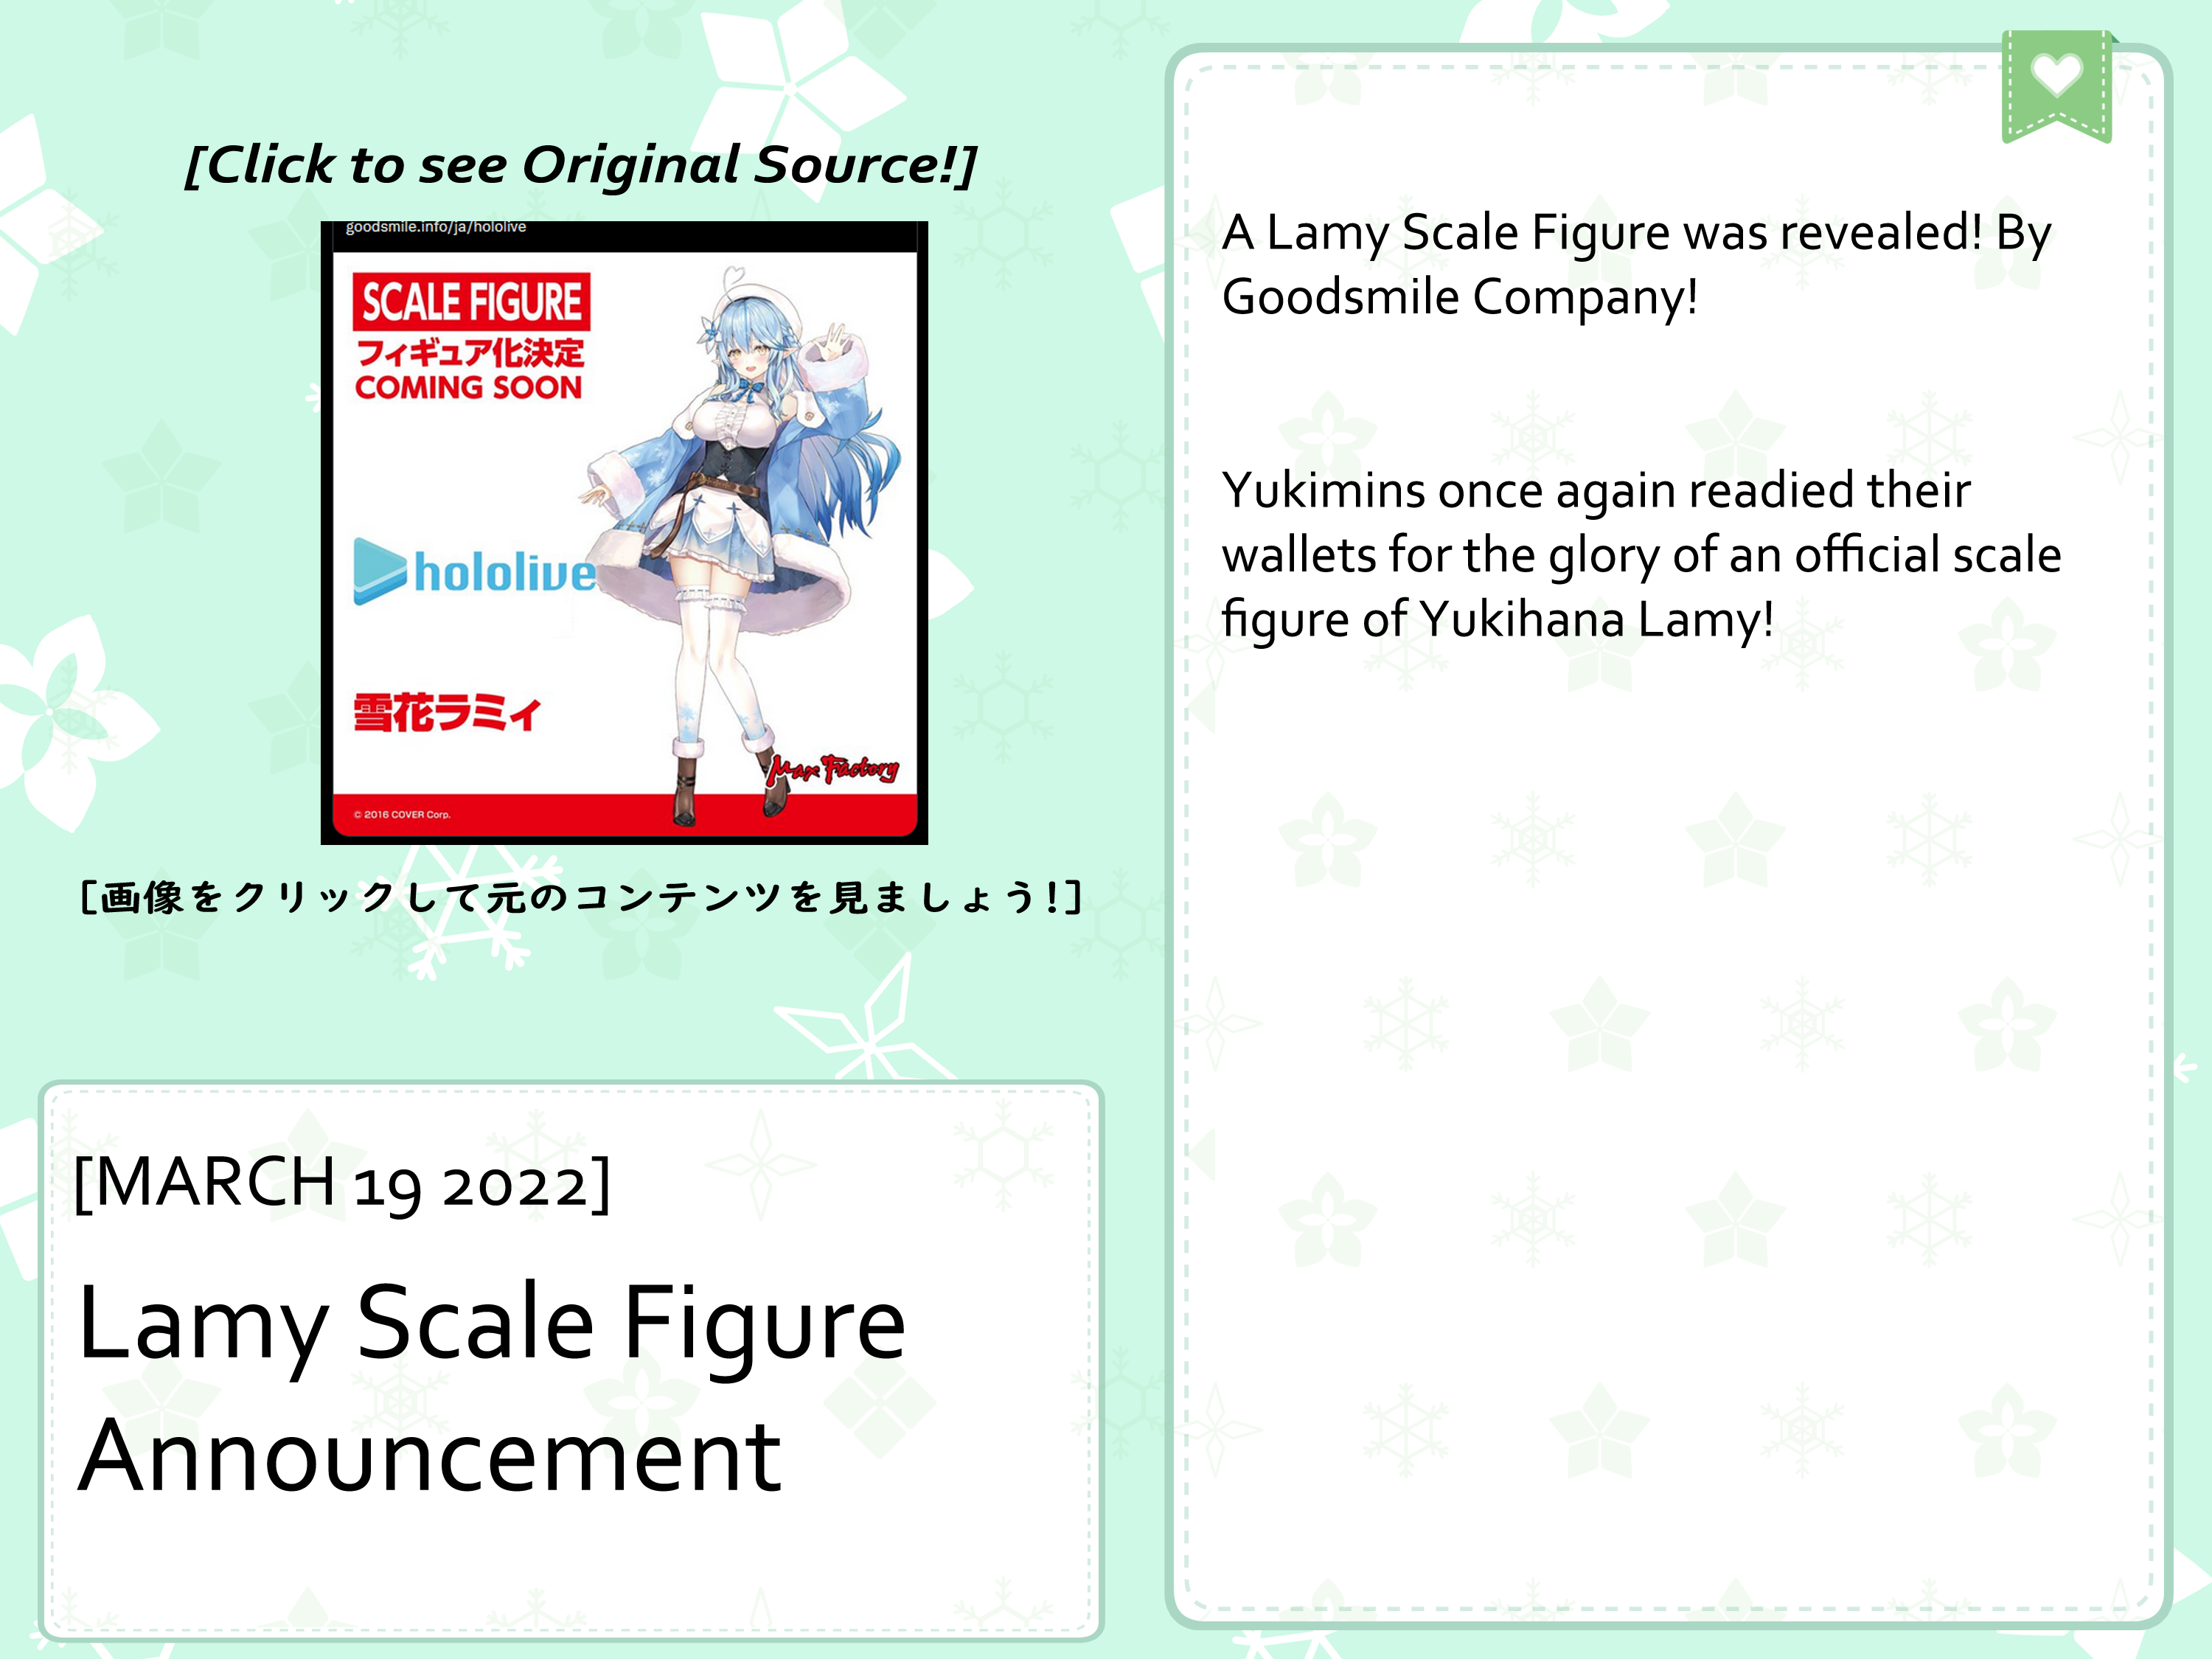 [Click to see Original Source!]
goodsmile.info/ja/hololive
SCALE FIGURE
フィギュア化決定
COMING SOON
hololive
雪花ラミィ
Max Factory
© 2016 COVER Corp.
[画像をクリックして元のコンテンツを見ましょう!]
[MARCH 19 2022]
Lamy Scale Figure
Announcement
A Lamy Scale Figure was revealed! By
Goodsmile Company!
Yukimins once again readied their
wallets for the glory of an official scale
figure of Yukihana Lamy!